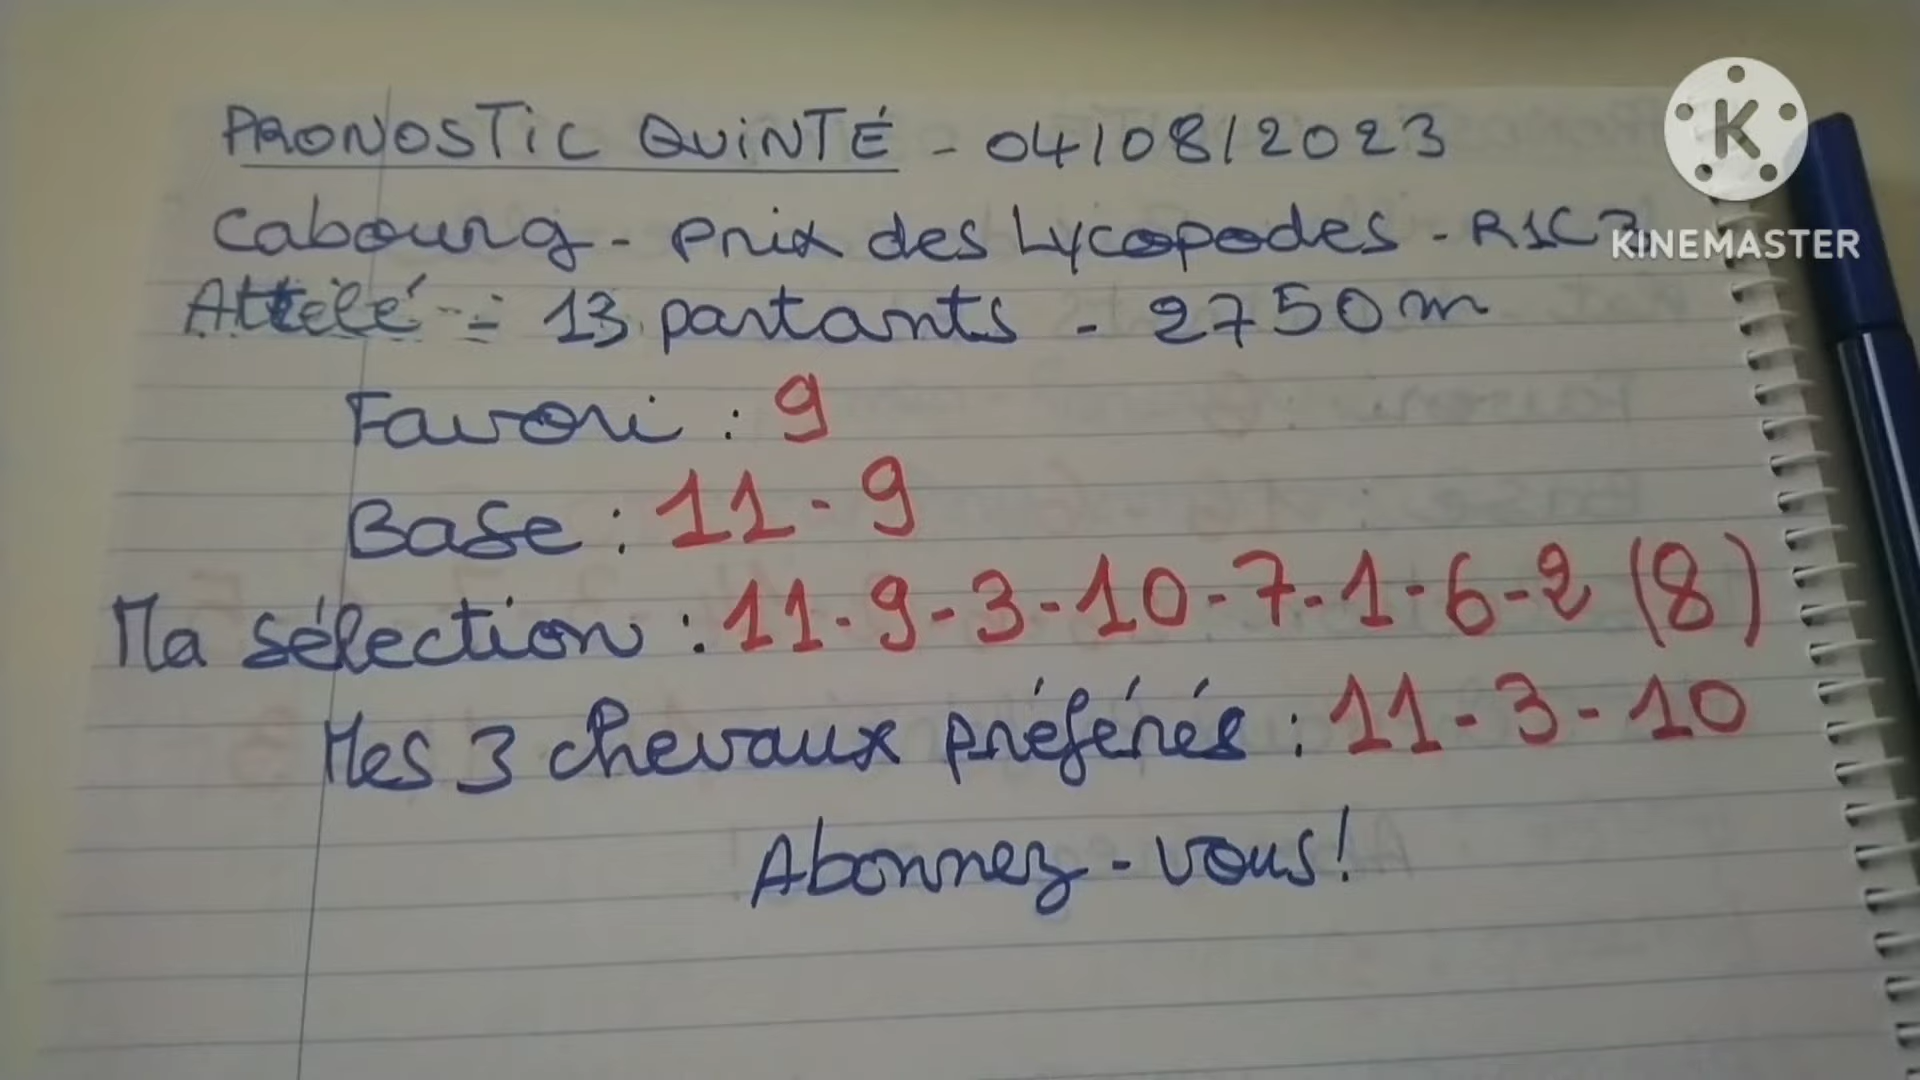 PRONOSTIC QUINTÉ - 04/08/2023
Cabourg - Prix des Lycopodes -
Attelé - 13 partants - 2750m
Favori : 9
Base : 11 - 9
Ma sélection : 11-9-3-10-7-1-6-2 (8)
Mes 3 chevaux préférés : 11-3-10
Abonnez-vous!
K
KINEMASTER